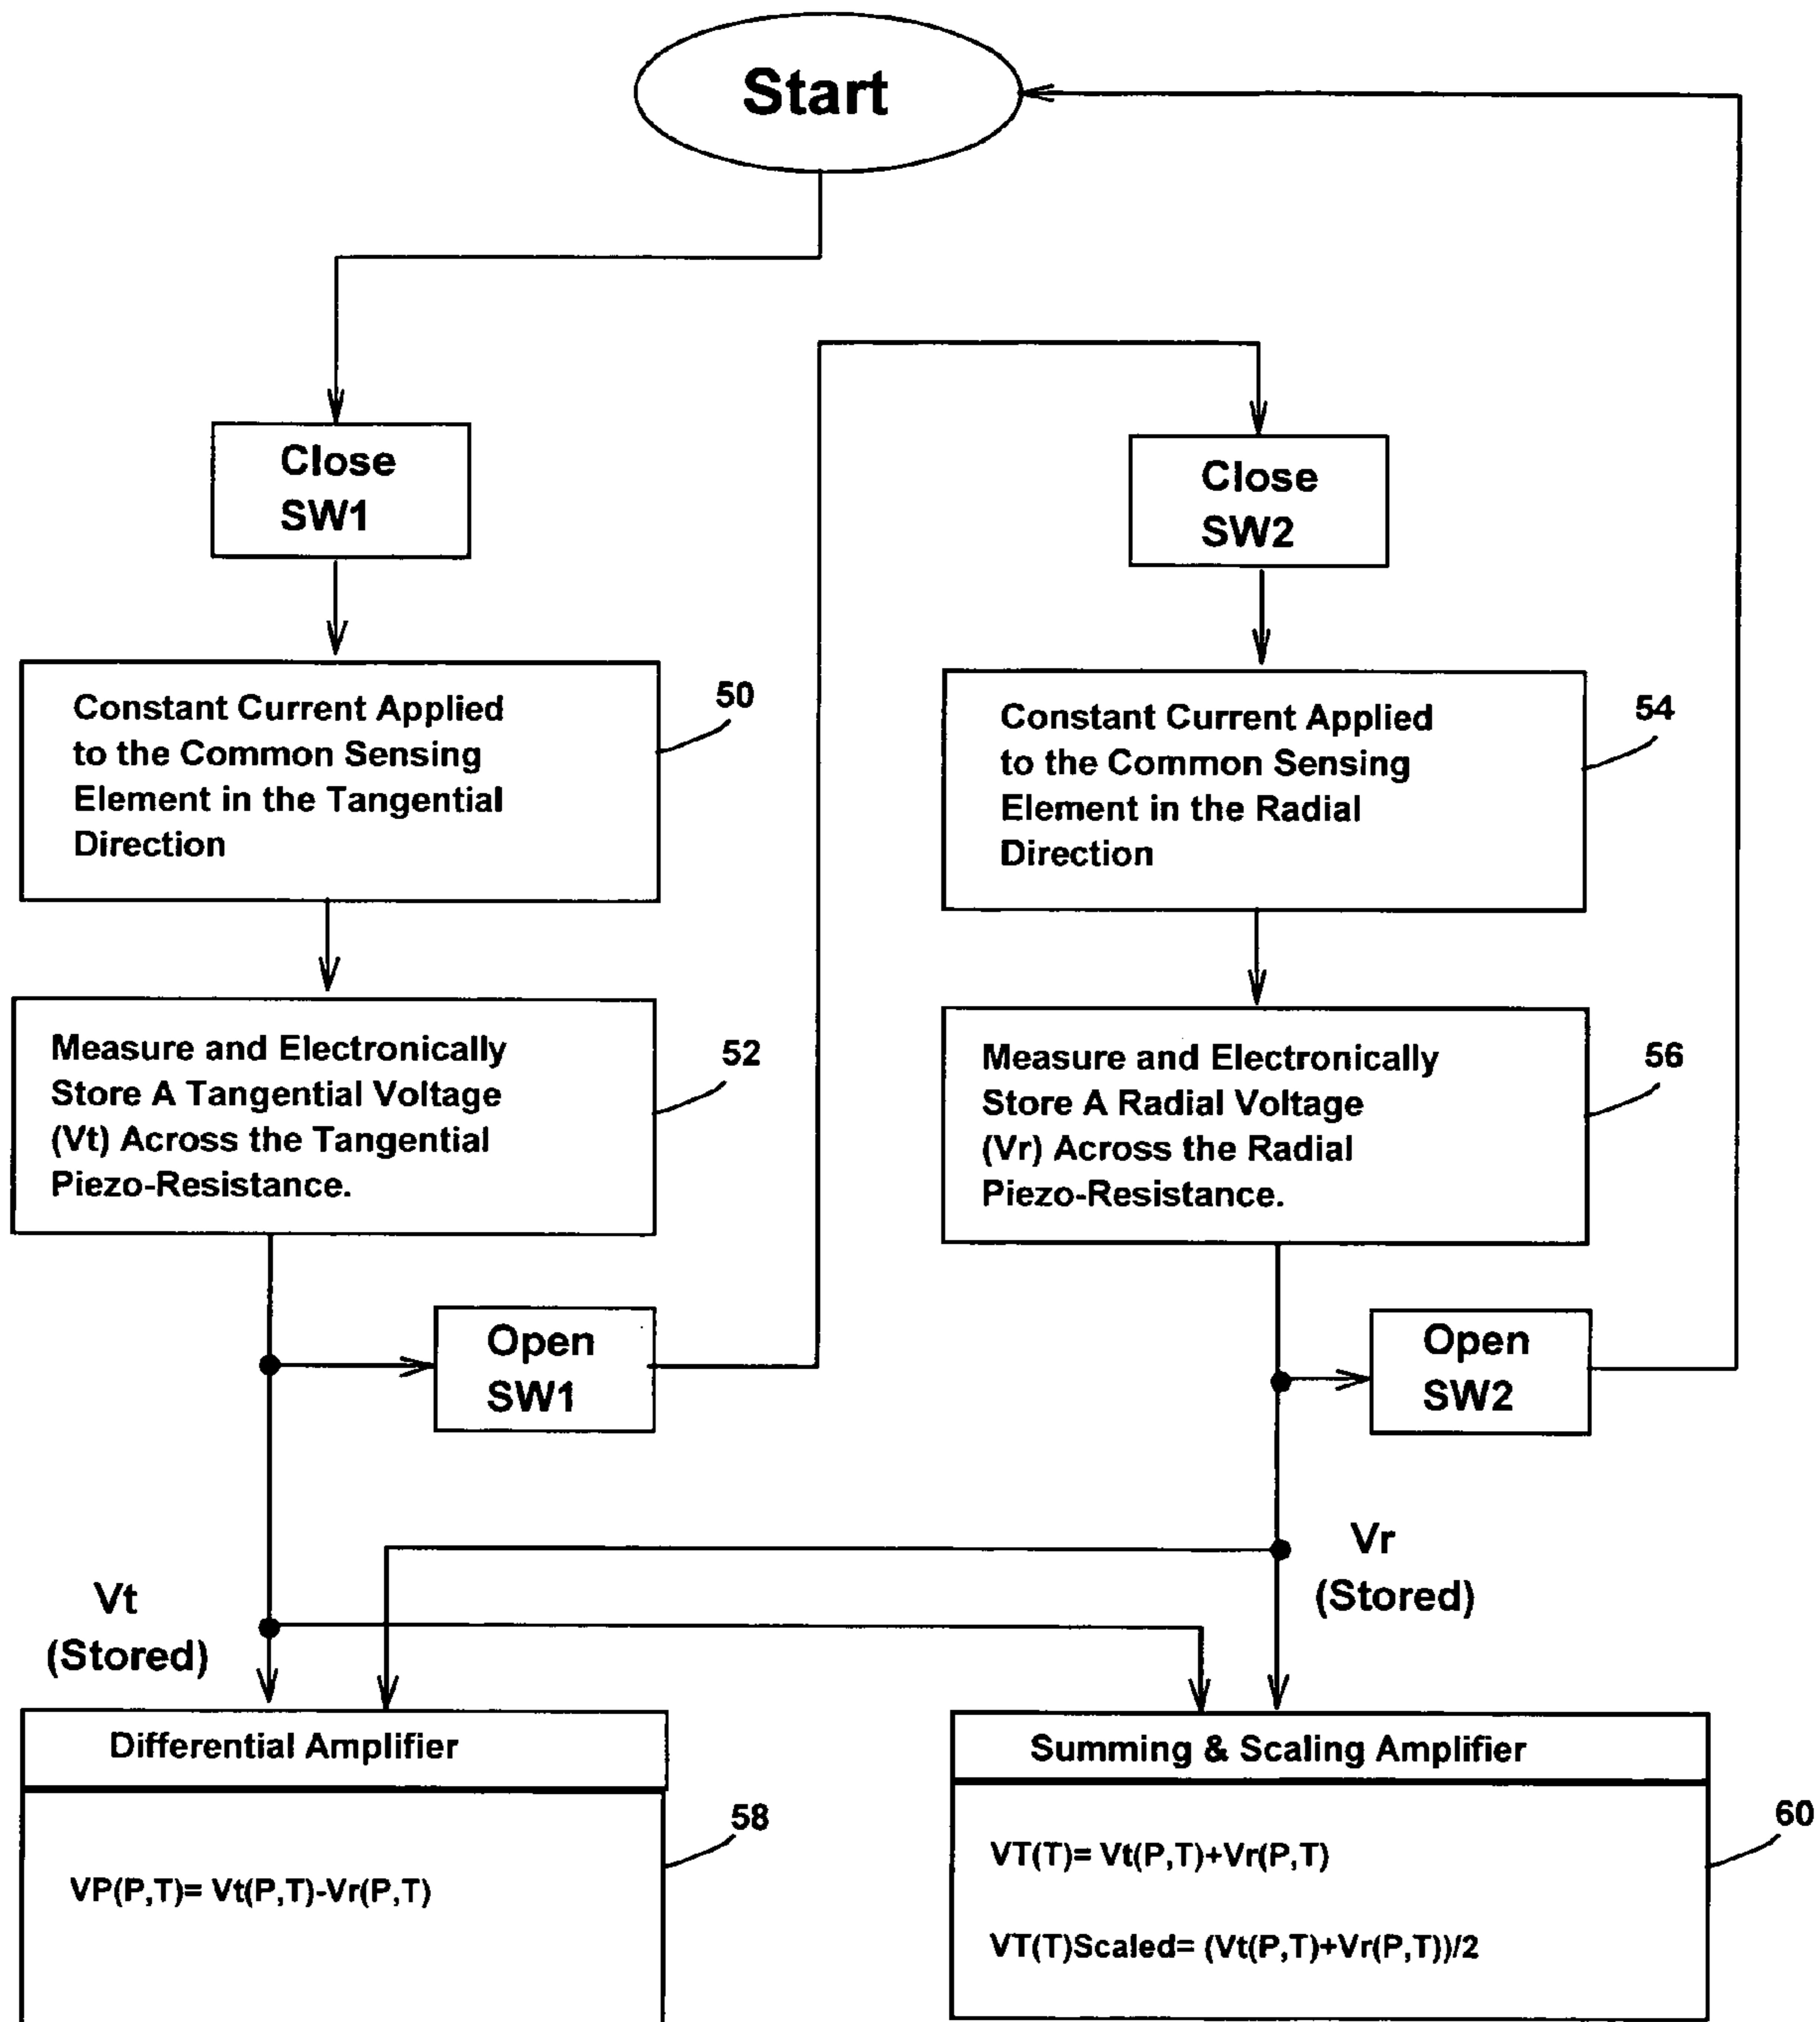 Start
Close
SW1
Close
SW2
Constant Current Applied
to the Common Sensing
Element in the Tangential
Direction
50
Constant Current Applied
to the Common Sensing
Element in the Radial
Direction
54
Measure and Electronically
Store A Tangential Voltage
(Vt) Across the Tangential
Piezo-Resistance.
52
Measure and Electronically
Store A Radial Voltage
(Vr) Across the Radial
Piezo-Resistance.
56
Open
SW1
Open
SW2
Vt
(Stored)
Vr
(Stored)
Differential Amplifier
VP(P,T)= Vt(P,T)-Vr(P,T)
58
Summing & Scaling Amplifier
VT(T)= Vt(P,T)+Vr(P,T)
VT(T)Scaled= (Vt(P,T)+Vr(P,T))/2
60